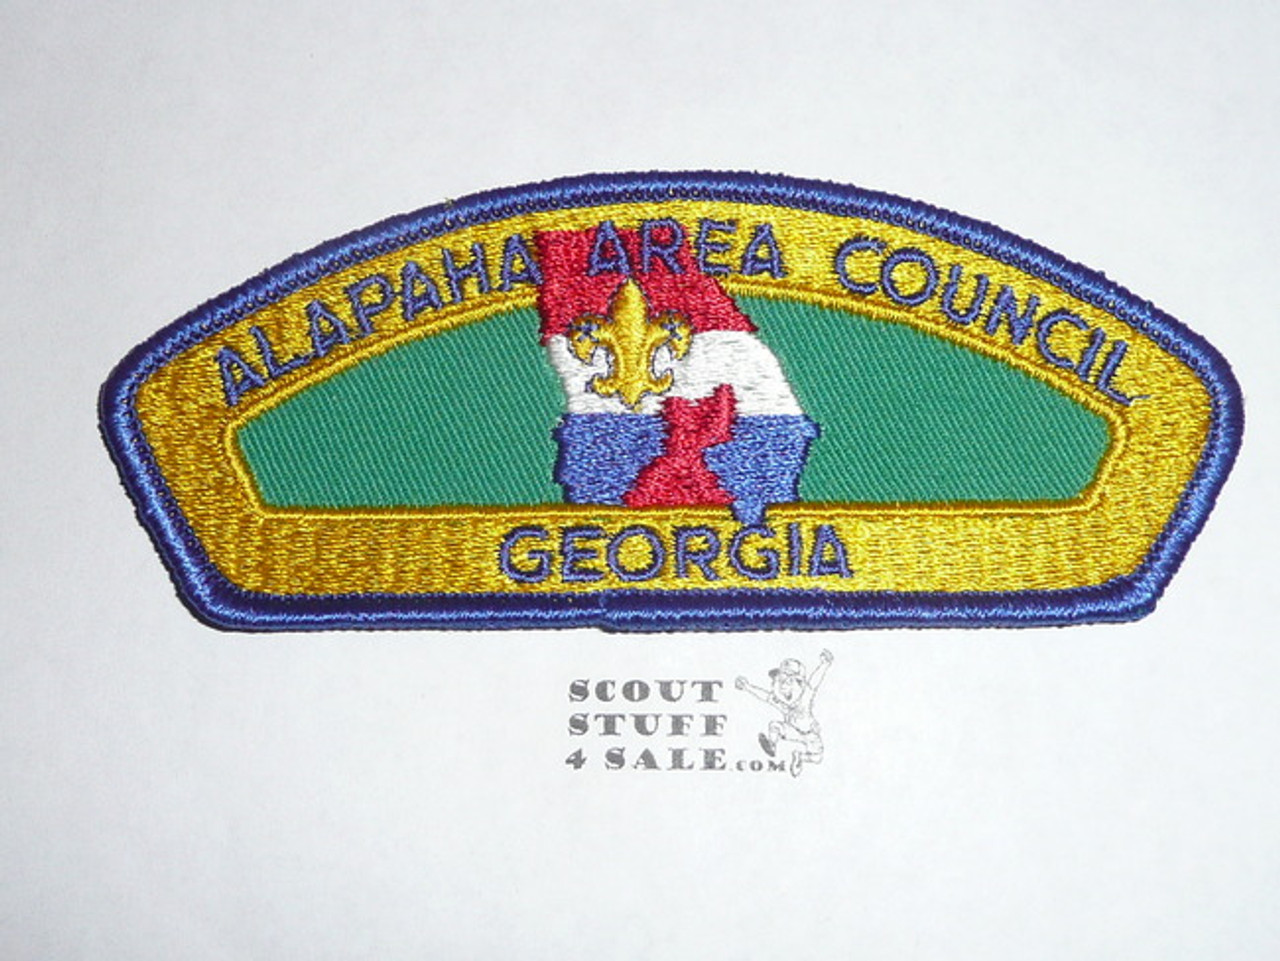 ALAPAHA AREA COUNCIL
GEORGIA
SCOUT
STUFF
4 SALE.COM